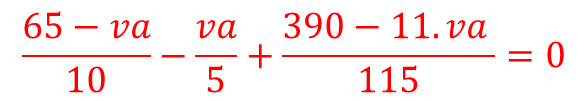 (65 − va)/10 − va/5 + (390 − 11.va)/115 = 0